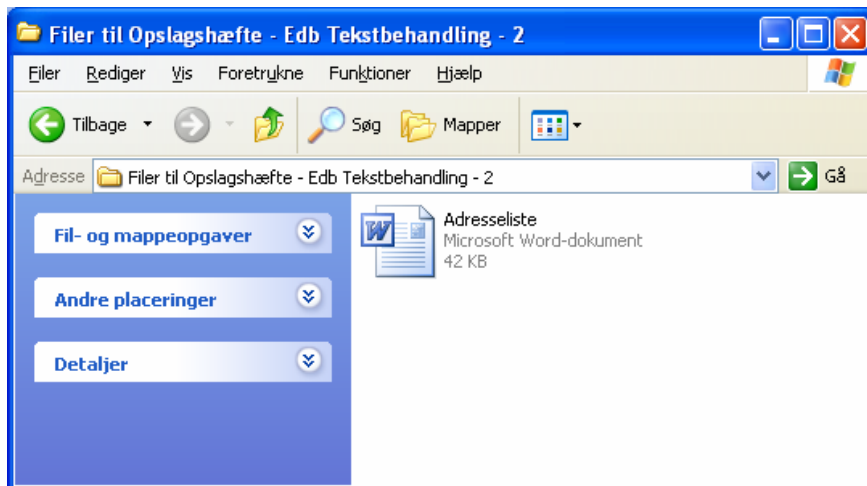 Filer til Opslagshæfte - Edb Tekstbehandling - 2
Filer Rediger Vis Foretrukne Funktioner Hjælp
Tilbage Søg Mapper
Adresse Filer til Opslagshæfte - Edb Tekstbehandling - 2 Gå
Fil- og mappeopgaver
Andre placeringer
Detaljer
Adresseliste
Microsoft Word-dokument
42 KB